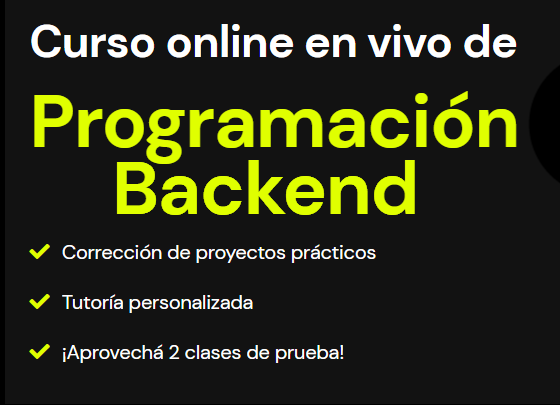 Curso online en vivo de
Programación
Backend
Corrección de proyectos prácticos
Tutoría personalizada
¡Aprovechá 2 clases de prueba!